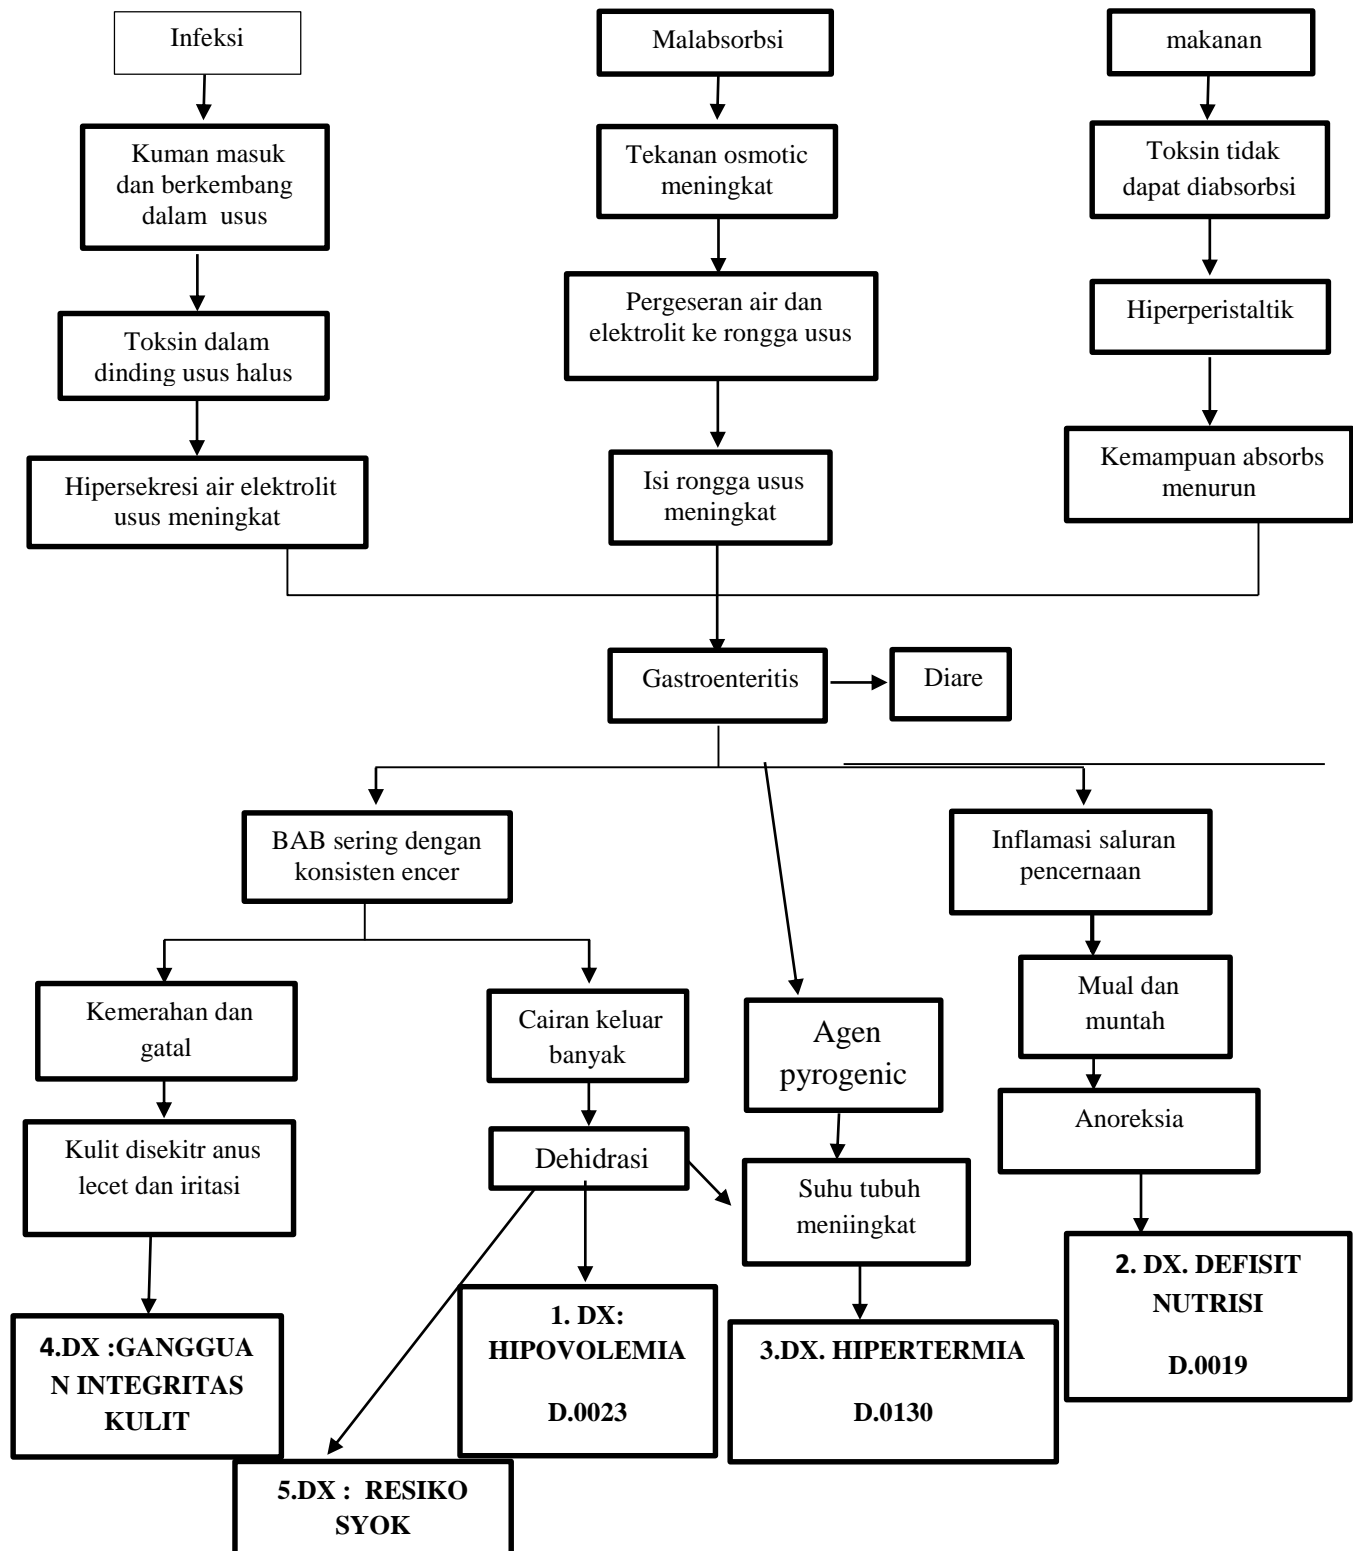 Infeksi
Malabsorbsi
makanan
Kuman masuk
dan berkembang
dalam usus
Tekanan osmotic
meningkat
Toksin tidak
dapat diabsorbsi
Toksin dalam
dinding usus halus
Pergeseran air dan
elektrolit ke rongga usus
Hiperperistaltik
Hipersekresi air elektrolit
usus meningkat
Isi rongga usus
meningkat
Kemampuan absorbs
menurun
Gastroenteritis
Diare
BAB sering dengan
konsisten encer
Inflamasi saluran
pencernaan
Kemerahan dan
gatal
Cairan keluar
banyak
Agen
pyrogenic
Mual dan
muntah
Kulit disekitr anus
lecet dan iritasi
Dehidrasi
Suhu tubuh
meniingkat
Anoreksia
4.DX :GANGGUA
N INTEGRITAS
KULIT
1. DX:
HIPOVOLEMIA
D.0023
3.DX. HIPERTERMIA
D.0130
2. DX. DEFISIT
NUTRISI
D.0019
5.DX : RESIKO
SYOK